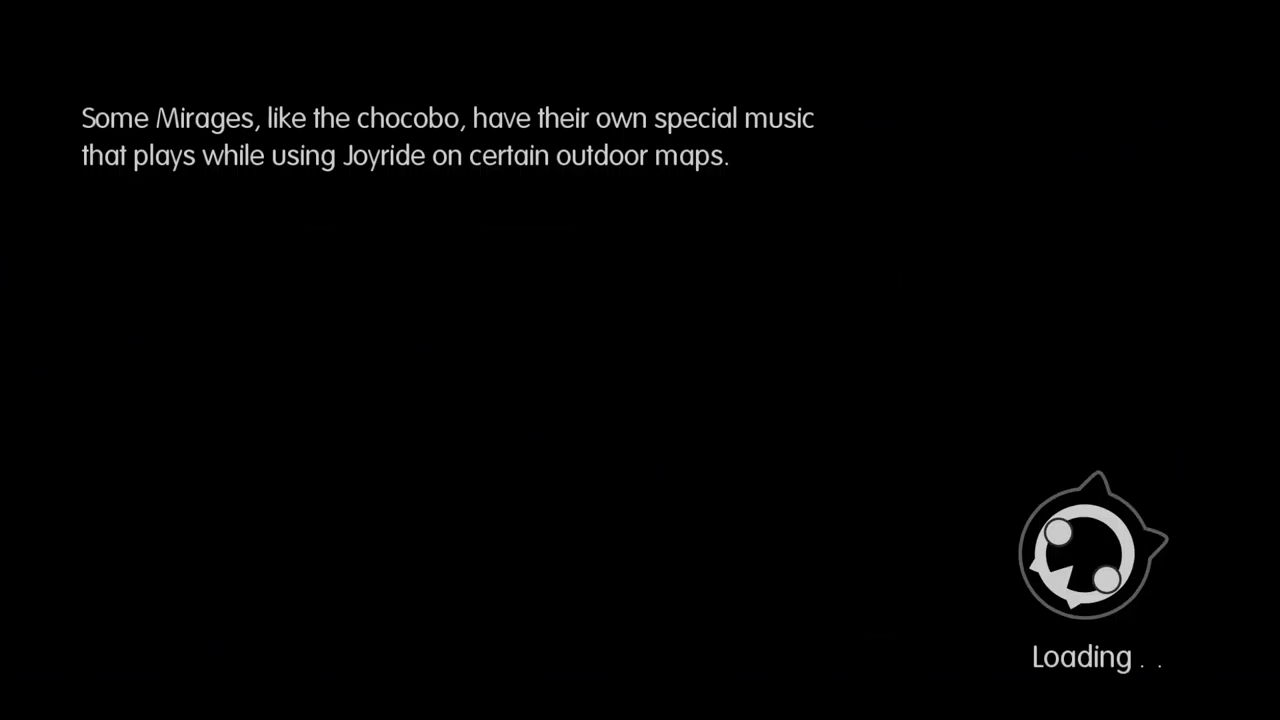 Some Mirages, like the chocobo, have their own special music
that plays while using Joyride on certain outdoor maps.
Loading . .